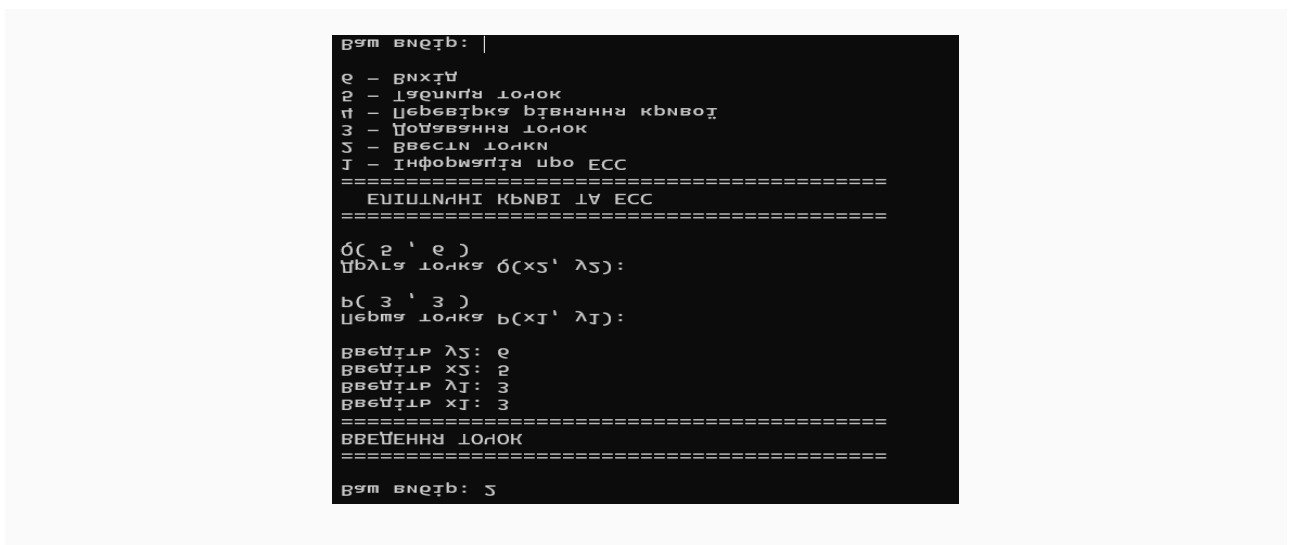 Ваш вибір: 2
==========================================
ВВЕДЕННЯ ТОЧОК
==========================================
Введіть x1: 3
Введіть y1: 3
Введіть x2: 5
Введіть y2: 6
Перша точка P(x1, y1):
P( 3 , 3 )
Друга точка Q(x2, y2):
Q( 5 , 6 )
==========================================
ЕЛІПТИЧНІ КРИВІ ТА ECC
==========================================
1 – Інформація про ECC
2 – Ввести точки
3 – Додавання точок
4 – Перевірка рівняння кривої
5 – Таблиця точок
6 – Вихід
Ваш вибір: